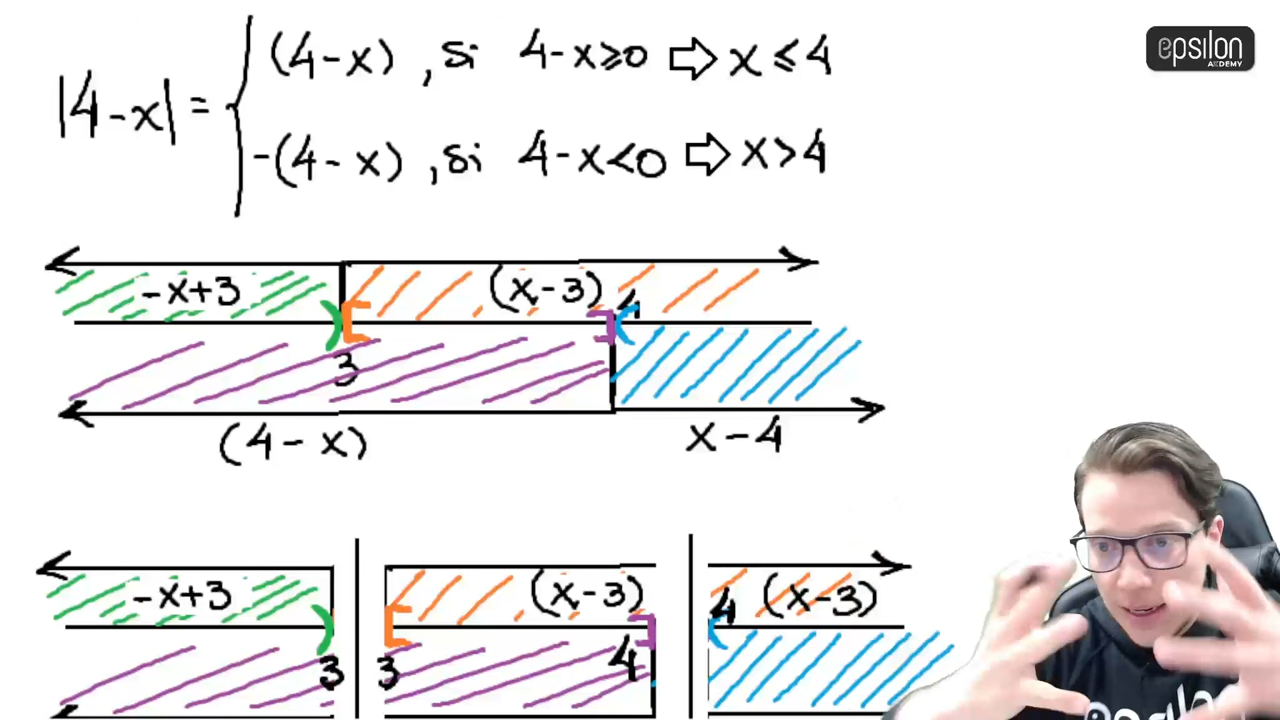 epsilon
AXDEMY
(4-x) , si 4-x≥0 ⇨ x≤4
|4-x| = {
-(4-x) , si 4-x<0 ⇨ x>4
-x+3 (x-3) 4
3
(4-x) x-4
-x+3 (x-3) 4 (x-3)
3 3 4